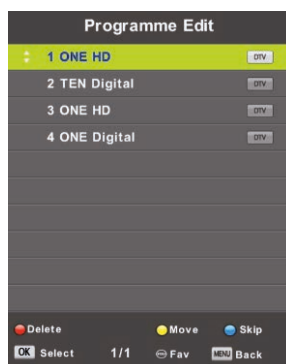 Programme Edit
1 ONE HD DTV
2 TEN Digital DTV
3 ONE HD DTV
4 ONE Digital DTV
Delete Move Skip
OK Select 1/1 Fav MENU Back